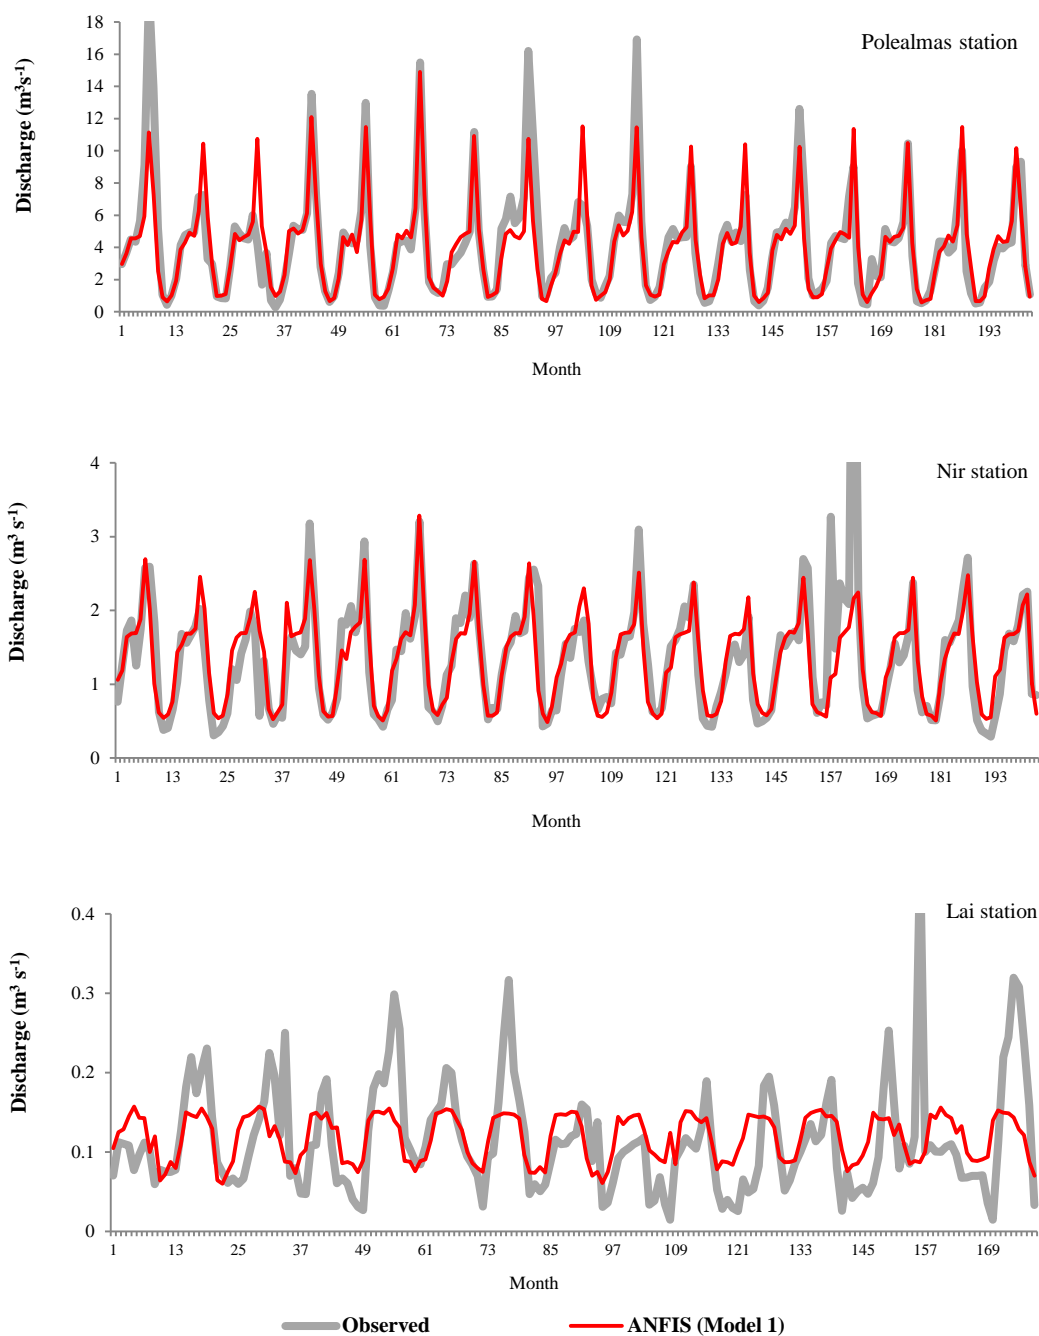 Polealmas station
Discharge (m³s⁻¹)
18
16
14
12
10
8
6
4
2
0
1 13 25 37 49 61 73 85 97 109 121 133 145 157 169 181 193
Month
Nir station
Discharge (m³ s⁻¹)
4
3
2
1
0
1 13 25 37 49 61 73 85 97 109 121 133 145 157 169 181 193
Month
Lai station
Discharge (m³ s⁻¹)
0.4
0.3
0.2
0.1
0
1 13 25 37 49 61 73 85 97 109 121 133 145 157 169
Month
Observed ANFIS (Model 1)